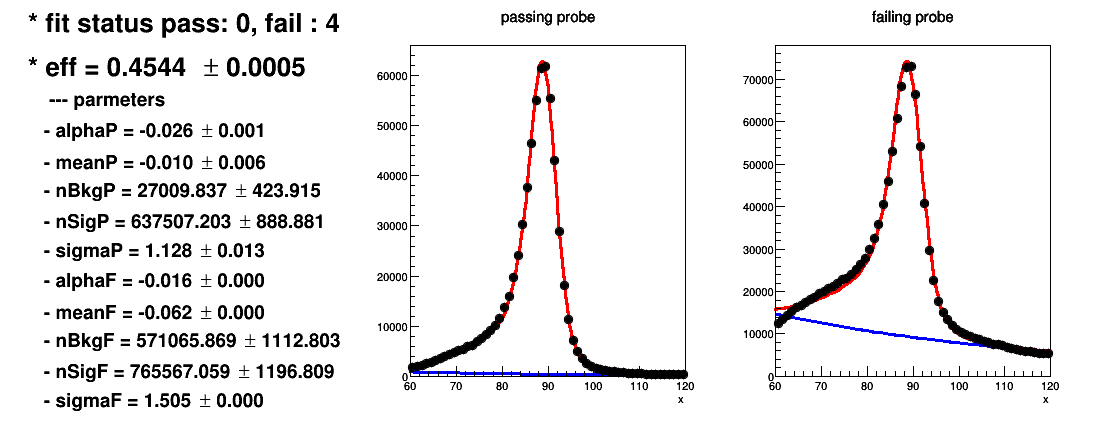 * fit status pass: 0, fail : 4
* eff = 0.4544 ± 0.0005
--- parmeters
- alphaP = -0.026 ± 0.001
- meanP = -0.010 ± 0.006
- nBkgP = 27009.837 ± 423.915
- nSigP = 637507.203 ± 888.881
- sigmaP = 1.128 ± 0.013
- alphaF = -0.016 ± 0.000
- meanF = -0.062 ± 0.000
- nBkgF = 571065.869 ± 1112.803
- nSigF = 765567.059 ± 1196.809
- sigmaF = 1.505 ± 0.000
passing probe
60000
50000
40000
30000
20000
10000
0
60 70 80 90 100 110 120
x
failing probe
70000
60000
50000
40000
30000
20000
10000
0
60 70 80 90 100 110 120
x